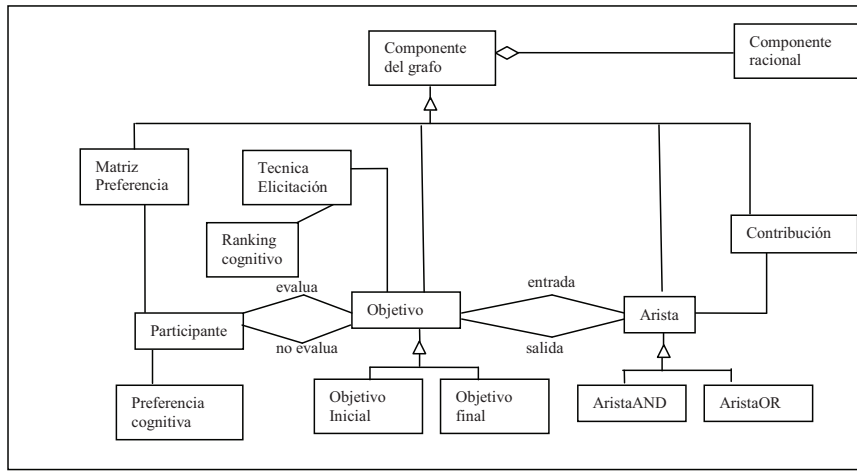 Componente
del grafo
Componente
racional
Matriz
Preferencia
Tecnica
Elicitación
Ranking
cognitivo
Contribución
evalua
Objetivo
entrada
Arista
Participante
no evalua
salida
Preferencia
cognitiva
Objetivo
Inicial
Objetivo
final
AristaAND
AristaOR